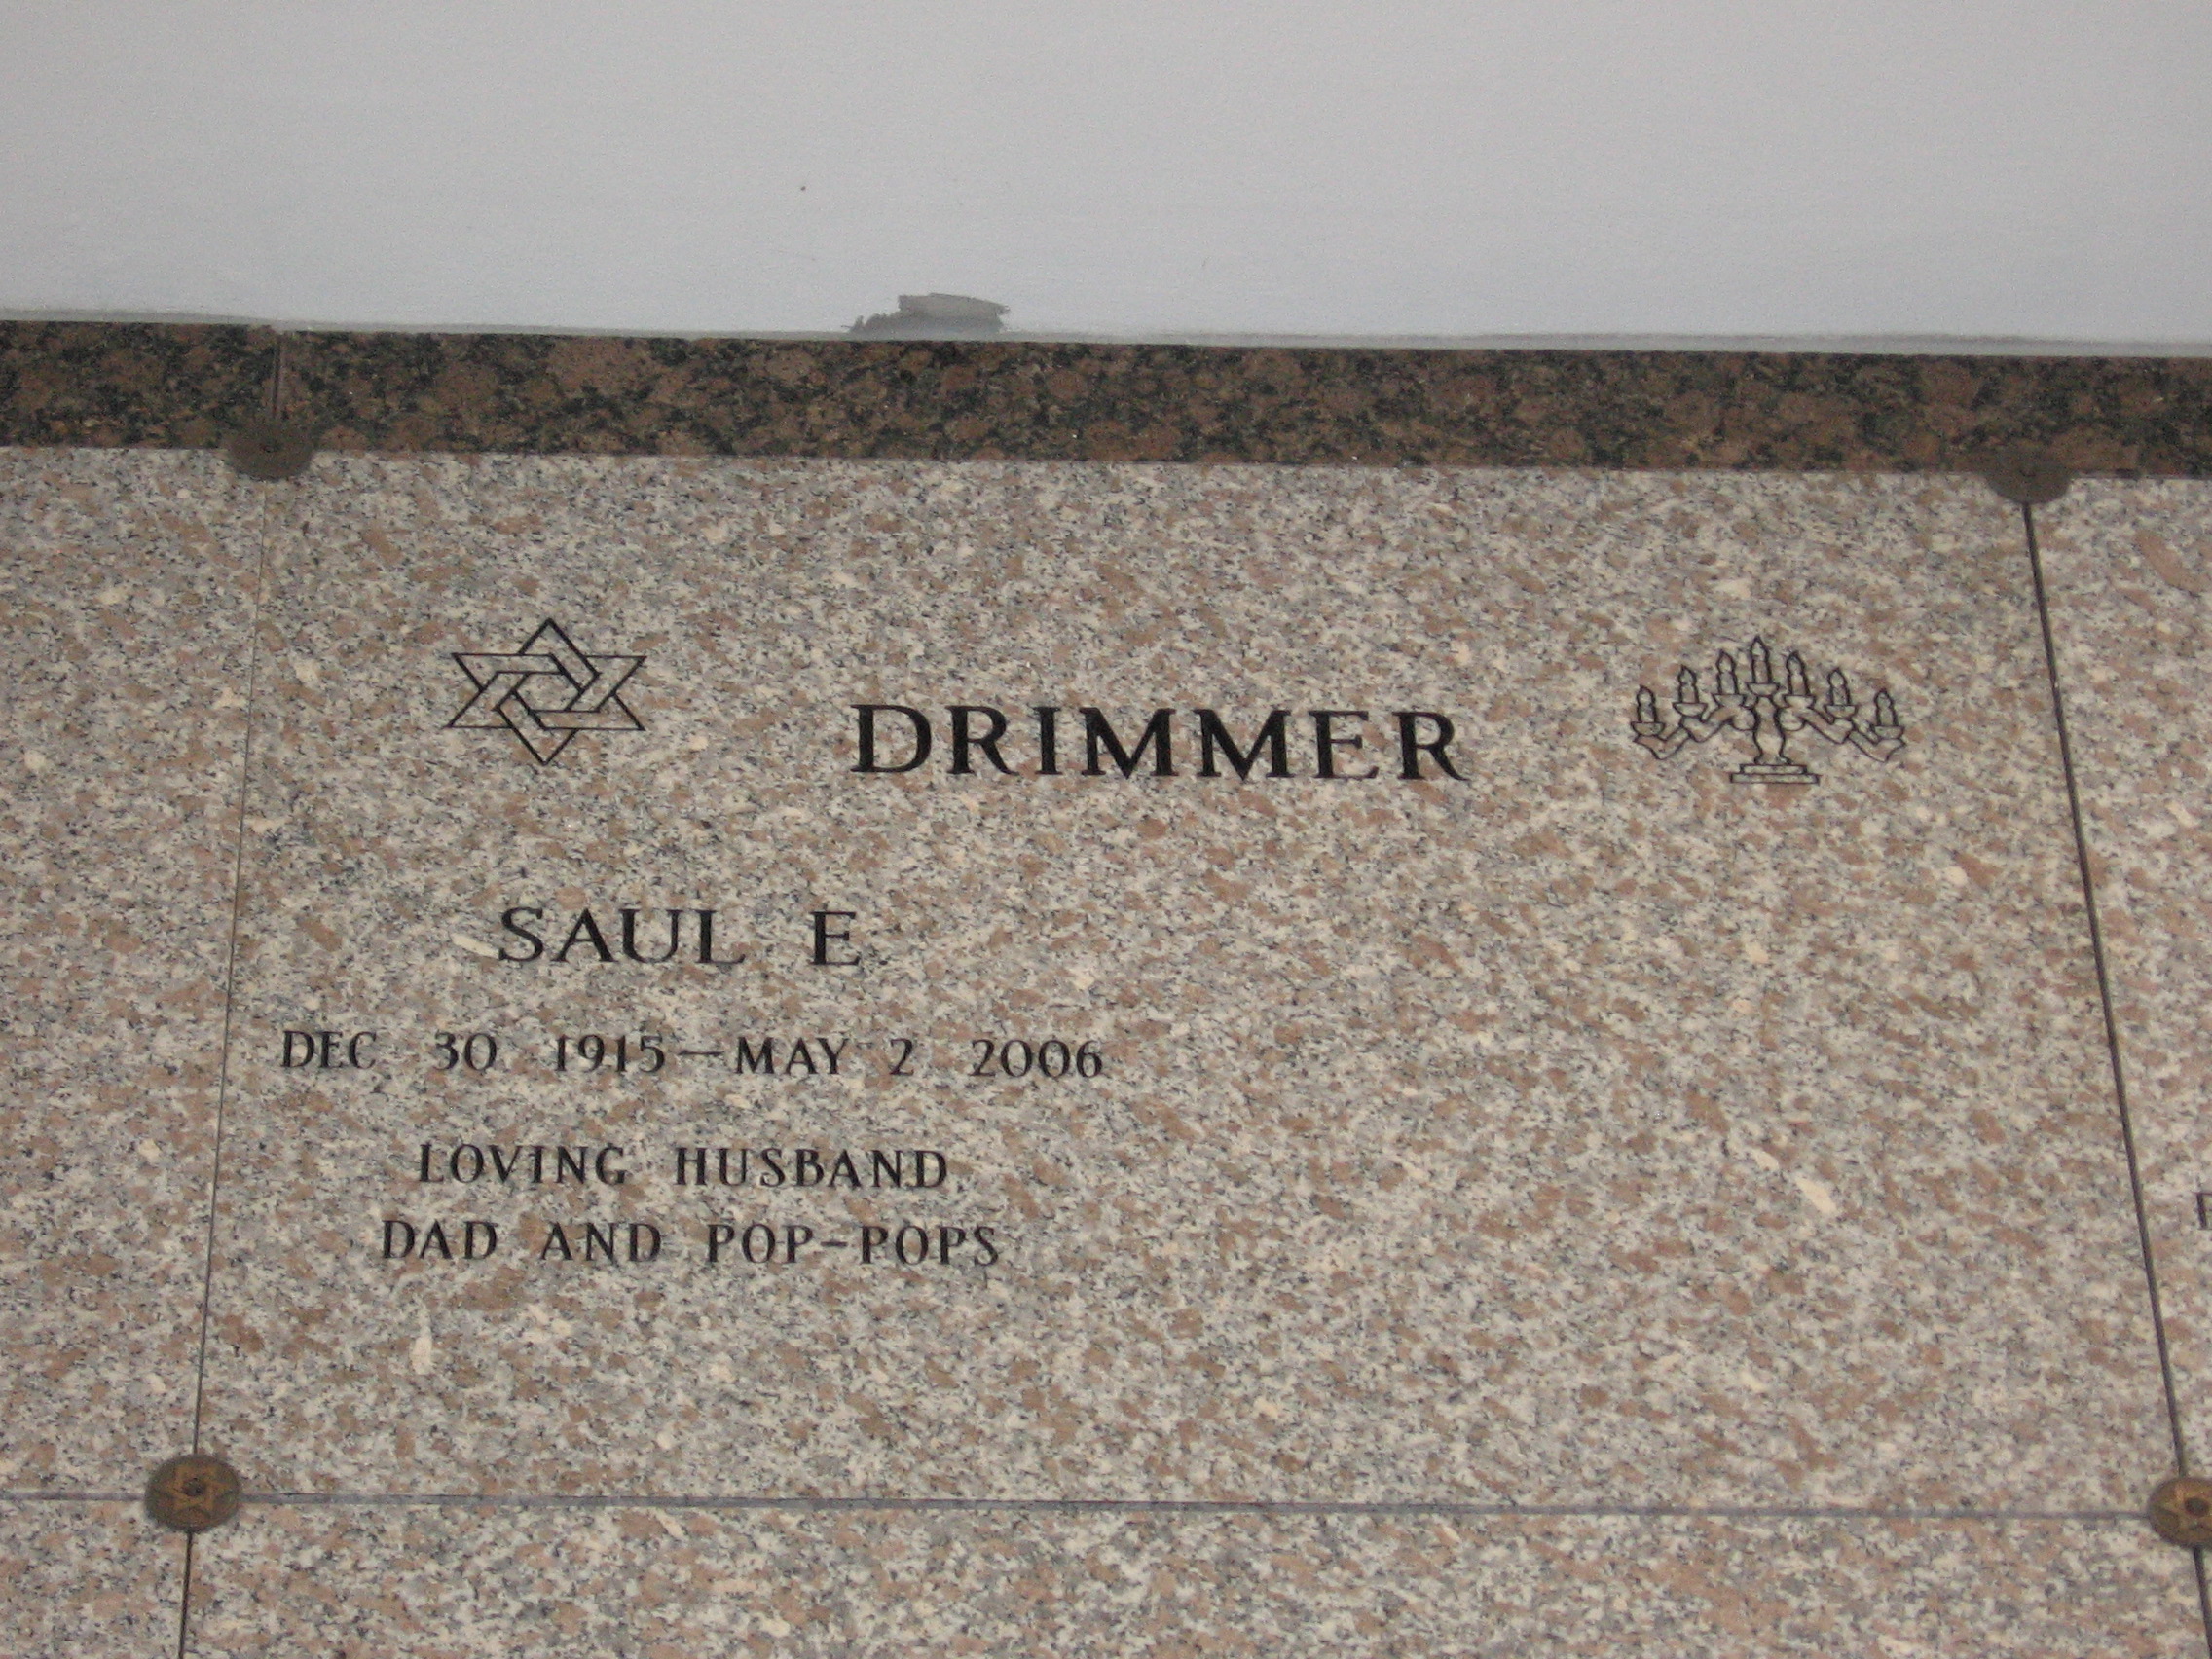 DRIMMER
SAUL E
DEC 30 1915—MAY 2 2006
LOVING HUSBAND
DAD AND POP-POPS